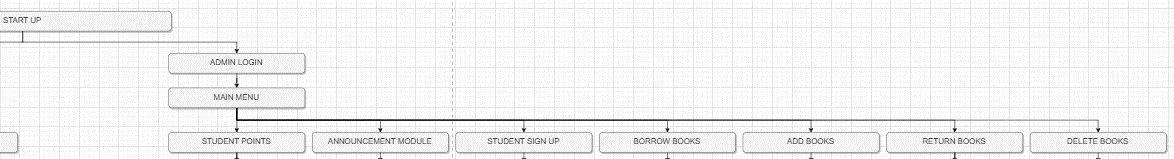 START UP
ADMIN LOGIN
MAIN MENU
STUDENT POINTS
ANNOUNCEMENT MODULE
STUDENT SIGN UP
BORROW BOOKS
ADD BOOKS
RETURN BOOKS
DELETE BOOKS